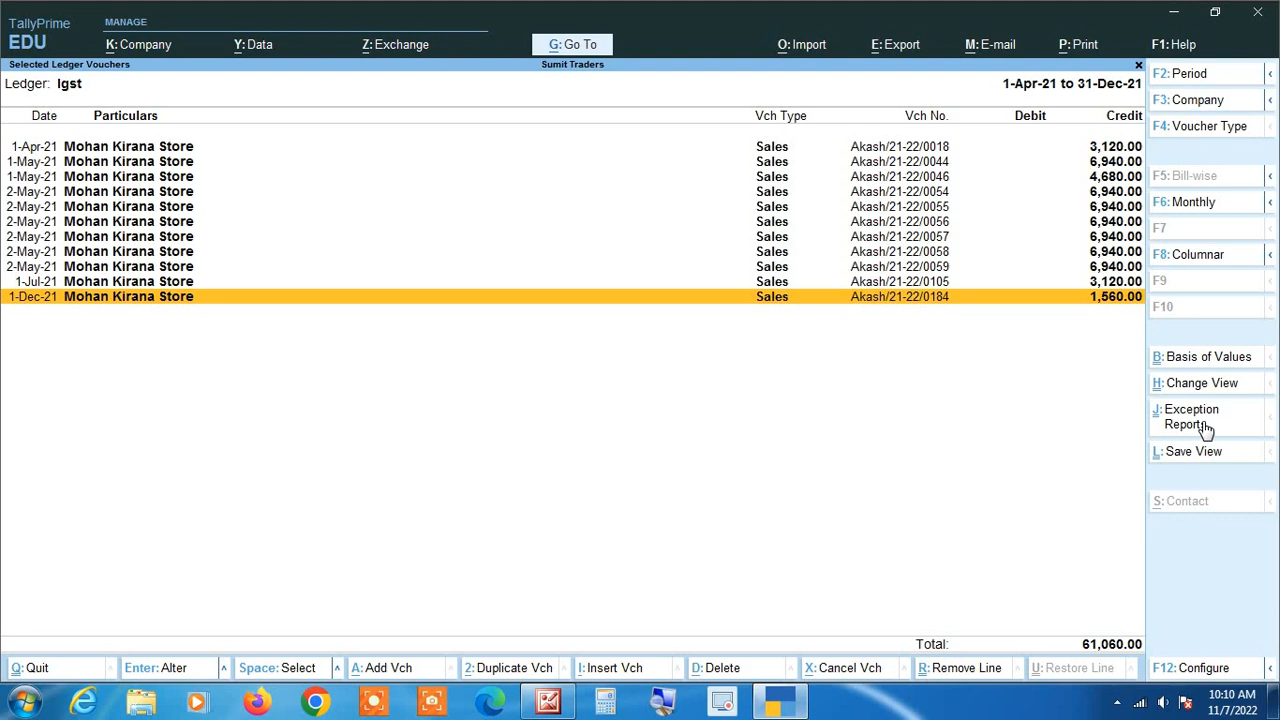 TallyPrime
EDU
MANAGE
K: Company
Y: Data
Z: Exchange
G: Go To
O: Import
E: Export
M: E-mail
P: Print
F1: Help
Selected Ledger Vouchers
Sumit Traders
Ledger: Igst
1-Apr-21 to 31-Dec-21
Date Particulars Vch Type Vch No. Debit Credit
1-Apr-21 Mohan Kirana Store Sales Akash/21-22/0018 3,120.00
1-May-21 Mohan Kirana Store Sales Akash/21-22/0044 6,940.00
1-May-21 Mohan Kirana Store Sales Akash/21-22/0046 4,680.00
2-May-21 Mohan Kirana Store Sales Akash/21-22/0054 6,940.00
2-May-21 Mohan Kirana Store Sales Akash/21-22/0055 6,940.00
2-May-21 Mohan Kirana Store Sales Akash/21-22/0056 6,940.00
2-May-21 Mohan Kirana Store Sales Akash/21-22/0057 6,940.00
2-May-21 Mohan Kirana Store Sales Akash/21-22/0058 6,940.00
2-May-21 Mohan Kirana Store Sales Akash/21-22/0059 6,940.00
1-Jul-21 Mohan Kirana Store Sales Akash/21-22/0105 3,120.00
1-Dec-21 Mohan Kirana Store Sales Akash/21-22/0184 1,560.00
Total: 61,060.00
F2: Period
F3: Company
F4: Voucher Type
F5: Bill-wise
F6: Monthly
F7
F8: Columnar
F9
F10
B: Basis of Values
H: Change View
J: Exception
Reports
L: Save View
S: Contact
Q: Quit
Enter: Alter
Space: Select
A: Add Vch
2: Duplicate Vch
I: Insert Vch
D: Delete
X: Cancel Vch
R: Remove Line
U: Restore Line
F12: Configure
10:10 AM
11/7/2022